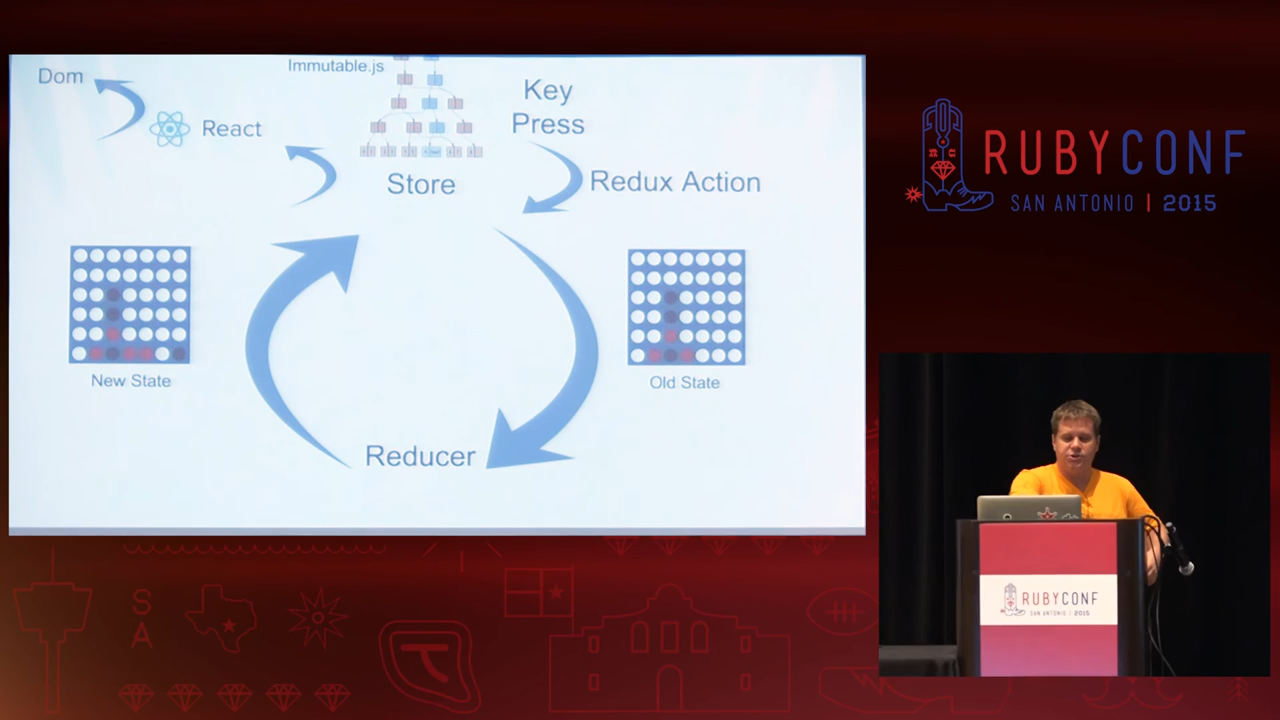 Dom
Immutable.js
React
Key
Press
Store
Redux Action
New State
Old State
Reducer
RUBYCONF
SAN ANTONIO | 2015
RUBYCONF
SAN ANTONIO | 2015
S
A